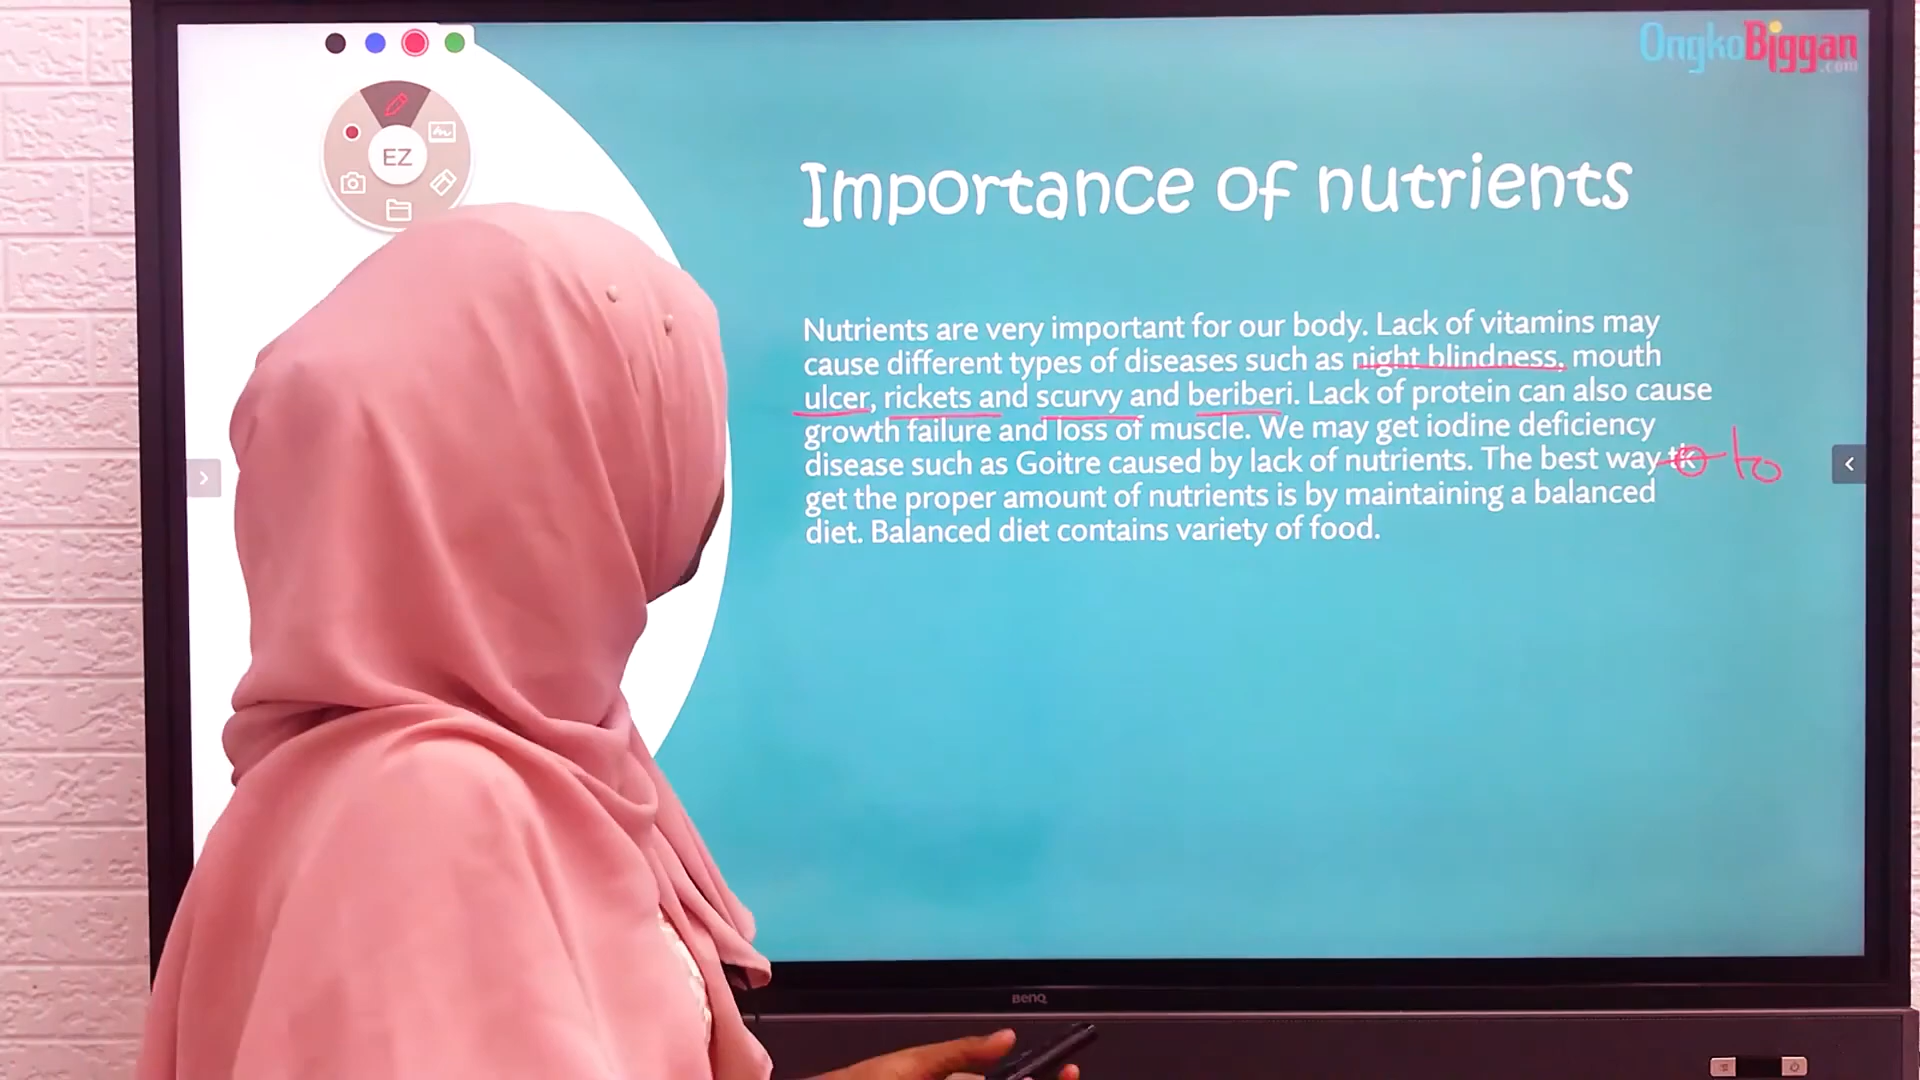 OngkoBiggan
.com
EZ
Importance of nutrients
Nutrients are very important for our body. Lack of vitamins may
cause different types of diseases such as night blindness, mouth
ulcer, rickets and scurvy and beriberi. Lack of protein can also cause
growth failure and loss of muscle. We may get iodine deficiency
disease such as Goitre caused by lack of nutrients. The best way tk to
get the proper amount of nutrients is by maintaining a balanced
diet. Balanced diet contains variety of food.
BenQ